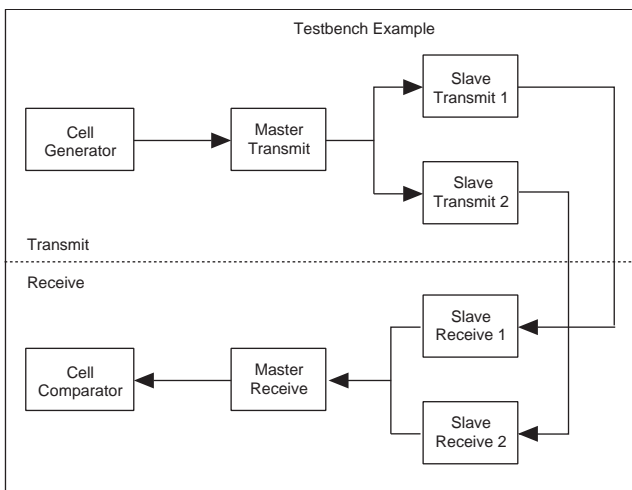 Testbench Example
Cell
Generator
Master
Transmit
Slave
Transmit 1
Slave
Transmit 2
Transmit
Receive
Cell
Comparator
Master
Receive
Slave
Receive 1
Slave
Receive 2